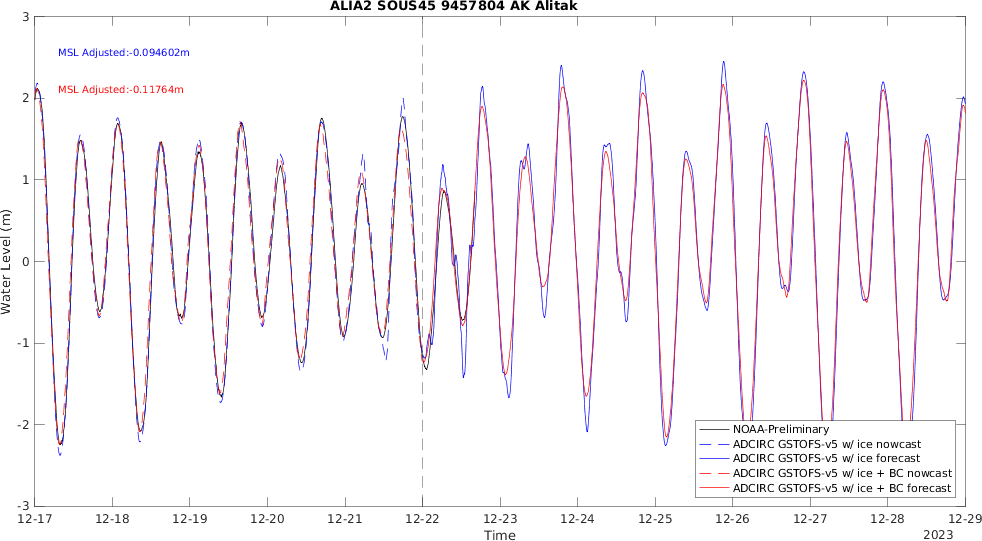 ALIA2 SOUS45 9457804 AK Alitak
MSL Adjusted:-0.094602m
MSL Adjusted:-0.11764m
Water Level (m)
3
2
1
0
-1
-2
-3
NOAA-Preliminary
ADCIRC GSTOFS-v5 w/ ice nowcast
ADCIRC GSTOFS-v5 w/ ice forecast
ADCIRC GSTOFS-v5 w/ ice + BC nowcast
ADCIRC GSTOFS-v5 w/ ice + BC forecast
12-17 12-18 12-19 12-20 12-21 12-22 12-23 12-24 12-25 12-26 12-27 12-28 12-29
Time
2023